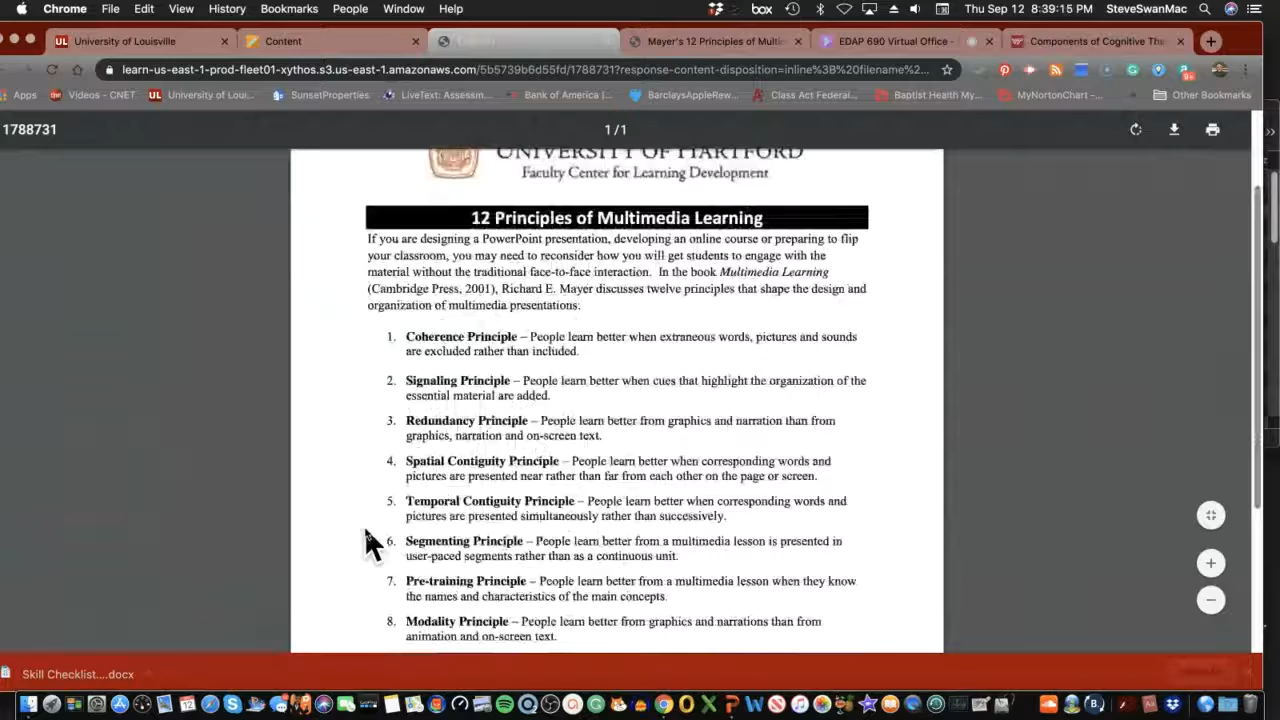 Chrome File Edit View History Bookmarks People Window Help box Thu Sep 12 8:39:15 PM SteveSwanMac
UL University of Louisville × Content × × Mayer's 12 Principles of Multim × EDAP 690 Virtual Office - × Components of Cognitive The ×
learn-us-east-1-prod-fleet01-xythos.s3.us-east-1.amazonaws.com/5b5739b6d55fd/1788731?response-content-disposition=inline%3B%20filename%2...
Apps Videos - CNET UL University of Loui... SunsetProperties LiveText: Assessm... Bank of America |... BarclaysAppleRew... Class Act Federal... Baptist Health My... MyNortonChart -... Other Bookmarks
1788731 1 / 1
UNIVERSITY OF HARTFORD
Faculty Center for Learning Development
12 Principles of Multimedia Learning
If you are designing a PowerPoint presentation, developing an online course or preparing to flip
your classroom, you may need to reconsider how you will get students to engage with the
material without the traditional face-to-face interaction. In the book Multimedia Learning
(Cambridge Press, 2001), Richard E. Mayer discusses twelve principles that shape the design and
organization of multimedia presentations:
1. Coherence Principle – People learn better when extraneous words, pictures and sounds
are excluded rather than included.
2. Signaling Principle – People learn better when cues that highlight the organization of the
essential material are added.
3. Redundancy Principle – People learn better from graphics and narration than from
graphics, narration and on-screen text.
4. Spatial Contiguity Principle – People learn better when corresponding words and
pictures are presented near rather than far from each other on the page or screen.
5. Temporal Contiguity Principle – People learn better when corresponding words and
pictures are presented simultaneously rather than successively.
6. Segmenting Principle – People learn better from a multimedia lesson is presented in
user-paced segments rather than as a continuous unit.
7. Pre-training Principle – People learn better from a multimedia lesson when they know
the names and characteristics of the main concepts.
8. Modality Principle – People learn better from graphics and narrations than from
animation and on-screen text.
Skill Checklist....docx